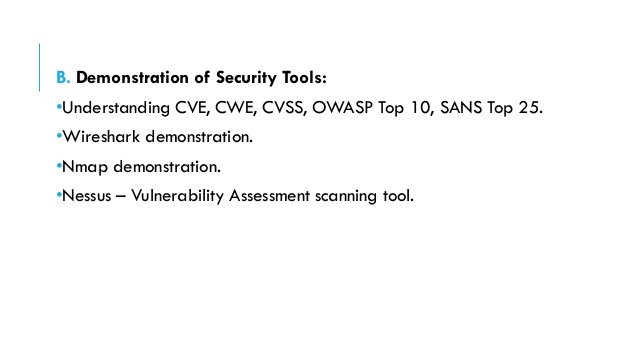 B. Demonstration of Security Tools:
•Understanding CVE, CWE, CVSS, OWASP Top 10, SANS Top 25.
•Wireshark demonstration.
•Nmap demonstration.
•Nessus – Vulnerability Assessment scanning tool.